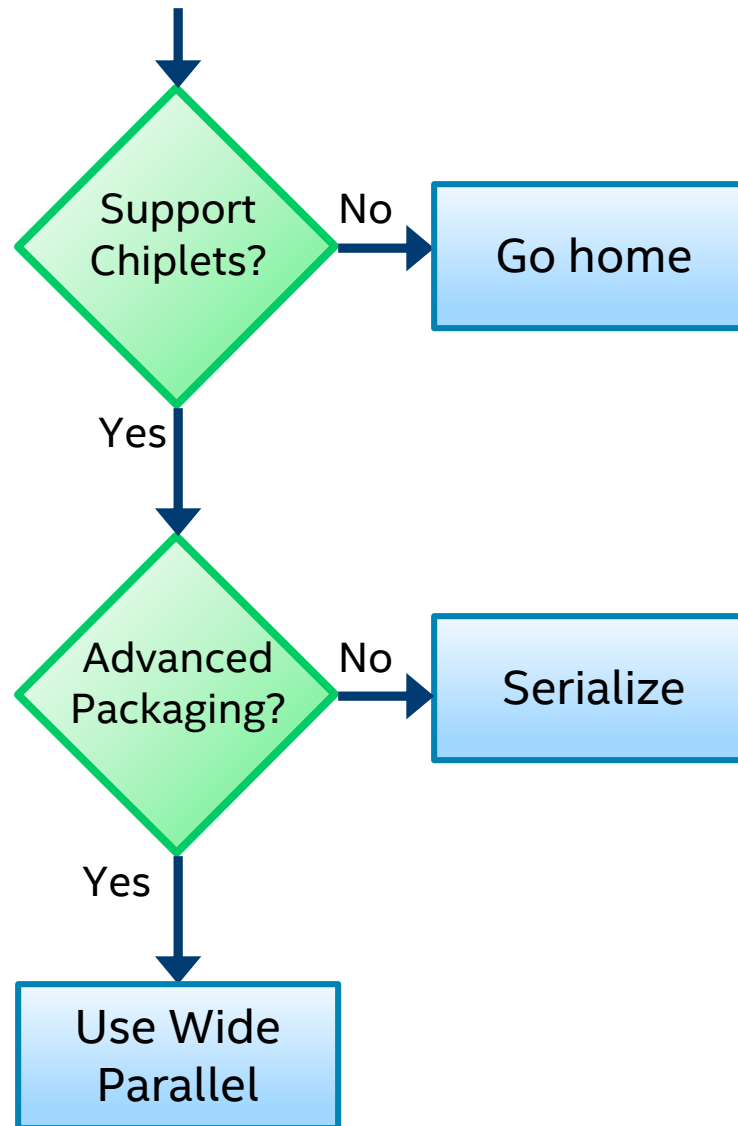 Support
Chiplets?
No
Go home
Yes
Advanced
Packaging?
No
Serialize
Yes
Use Wide
Parallel